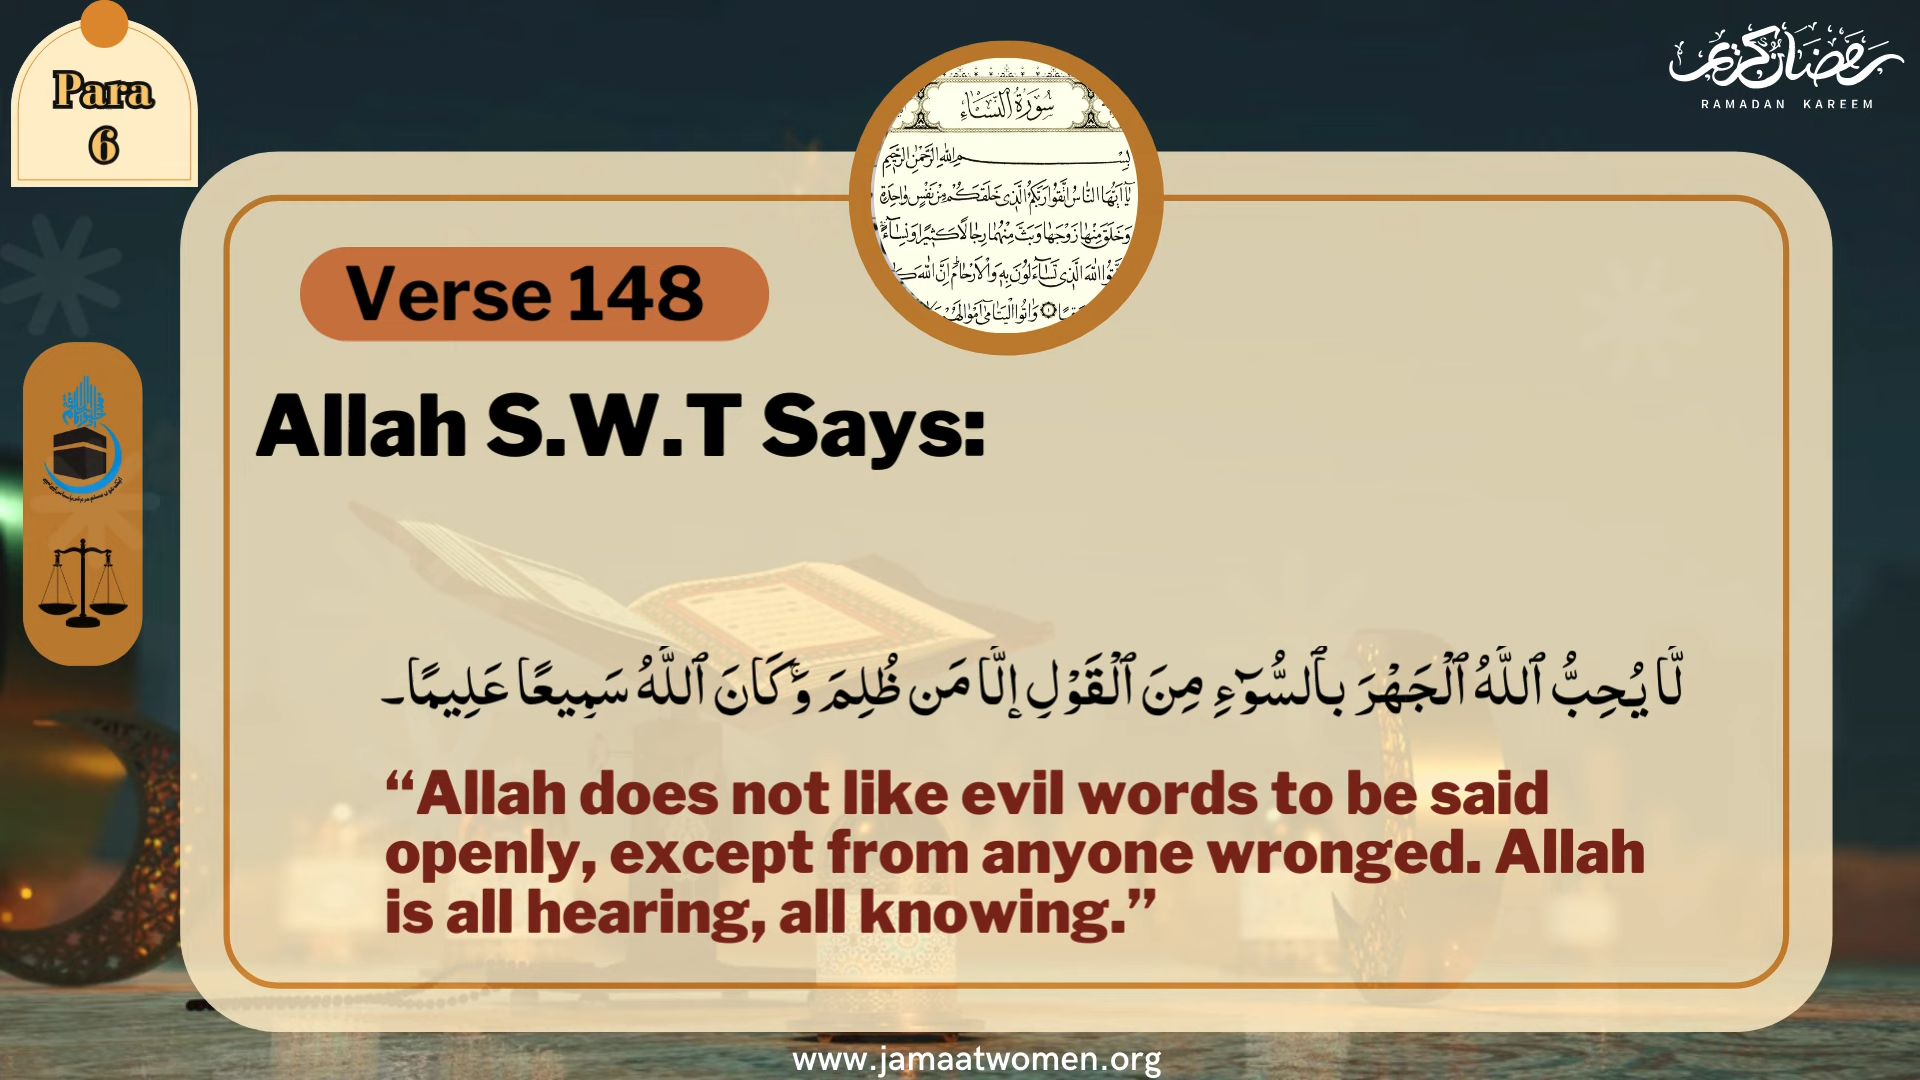 Para
6
رمضان كريم
RAMADAN KAREEM
سُورَةُ النِّسَاءِ
Verse 148
Allah S.W.T Says:
لَّا يُحِبُّ ٱللَّهُ ٱلْجَهْرَ بِٱلسُّوٓءِ مِنَ ٱلْقَوْلِ إِلَّا مَن ظُلِمَ ۚ وَكَانَ ٱللَّهُ سَمِيعًا عَلِيمًا۔
“Allah does not like evil words to be said
openly, except from anyone wronged. Allah
is all hearing, all knowing.”
www.jamaatwomen.org